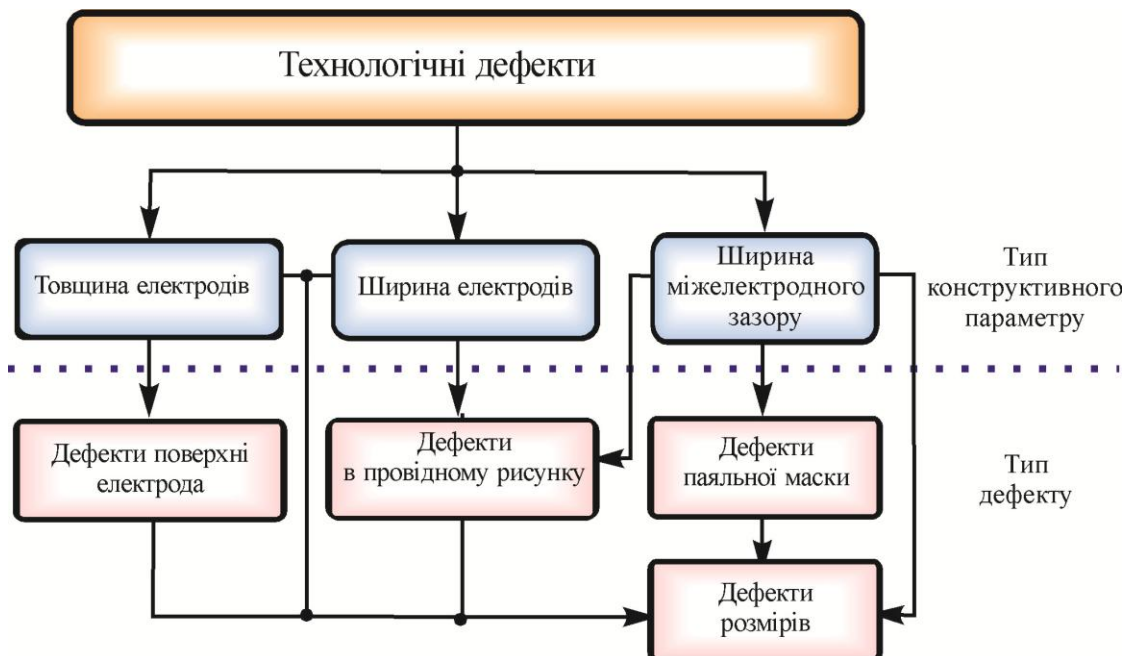 Технологічні дефекти
Товщина електродів
Ширина електродів
Ширина
міжелектродного
зазору
Тип
конструктивного
параметру
Дефекти поверхні
електрода
Дефекти
в провідному рисунку
Дефекти
паяльної маски
Тип
дефекту
Дефекти
розмірів